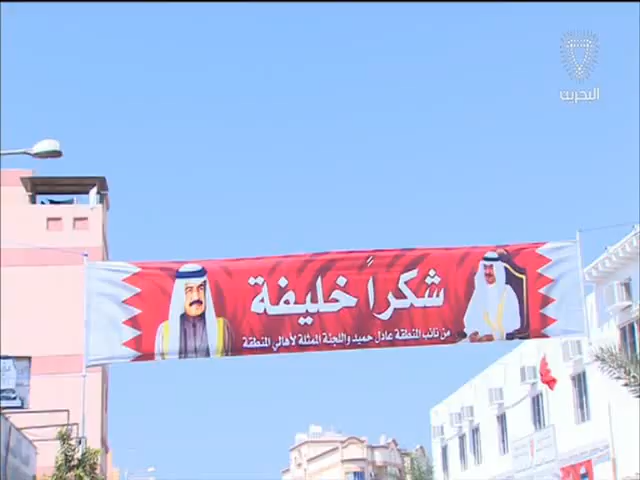 البحرين
شكراً خليفة
من نائب المنطقة عادل حميد واللجنة الممثلة لأهالي المنطقة